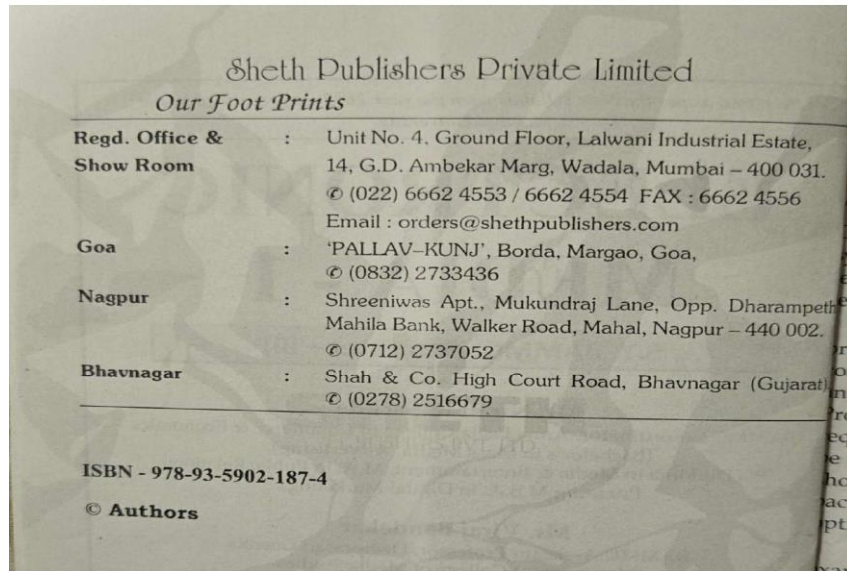 Sheth Publishers Private Limited
Our Foot Prints
Regd. Office & : Unit No. 4, Ground Floor, Lalwani Industrial Estate,
Show Room 14, G.D. Ambekar Marg, Wadala, Mumbai – 400 031.
✆ (022) 6662 4553 / 6662 4554 FAX : 6662 4556
Email : orders@shethpublishers.com
Goa : 'PALLAV–KUNJ', Borda, Margao, Goa,
✆ (0832) 2733436
Nagpur : Shreeniwas Apt., Mukundraj Lane, Opp. Dharampeth
Mahila Bank, Walker Road, Mahal, Nagpur – 440 002.
✆ (0712) 2737052
Bhavnagar : Shah & Co. High Court Road, Bhavnagar (Gujarat)
✆ (0278) 2516679
ISBN - 978-93-5902-187-4
© Authors